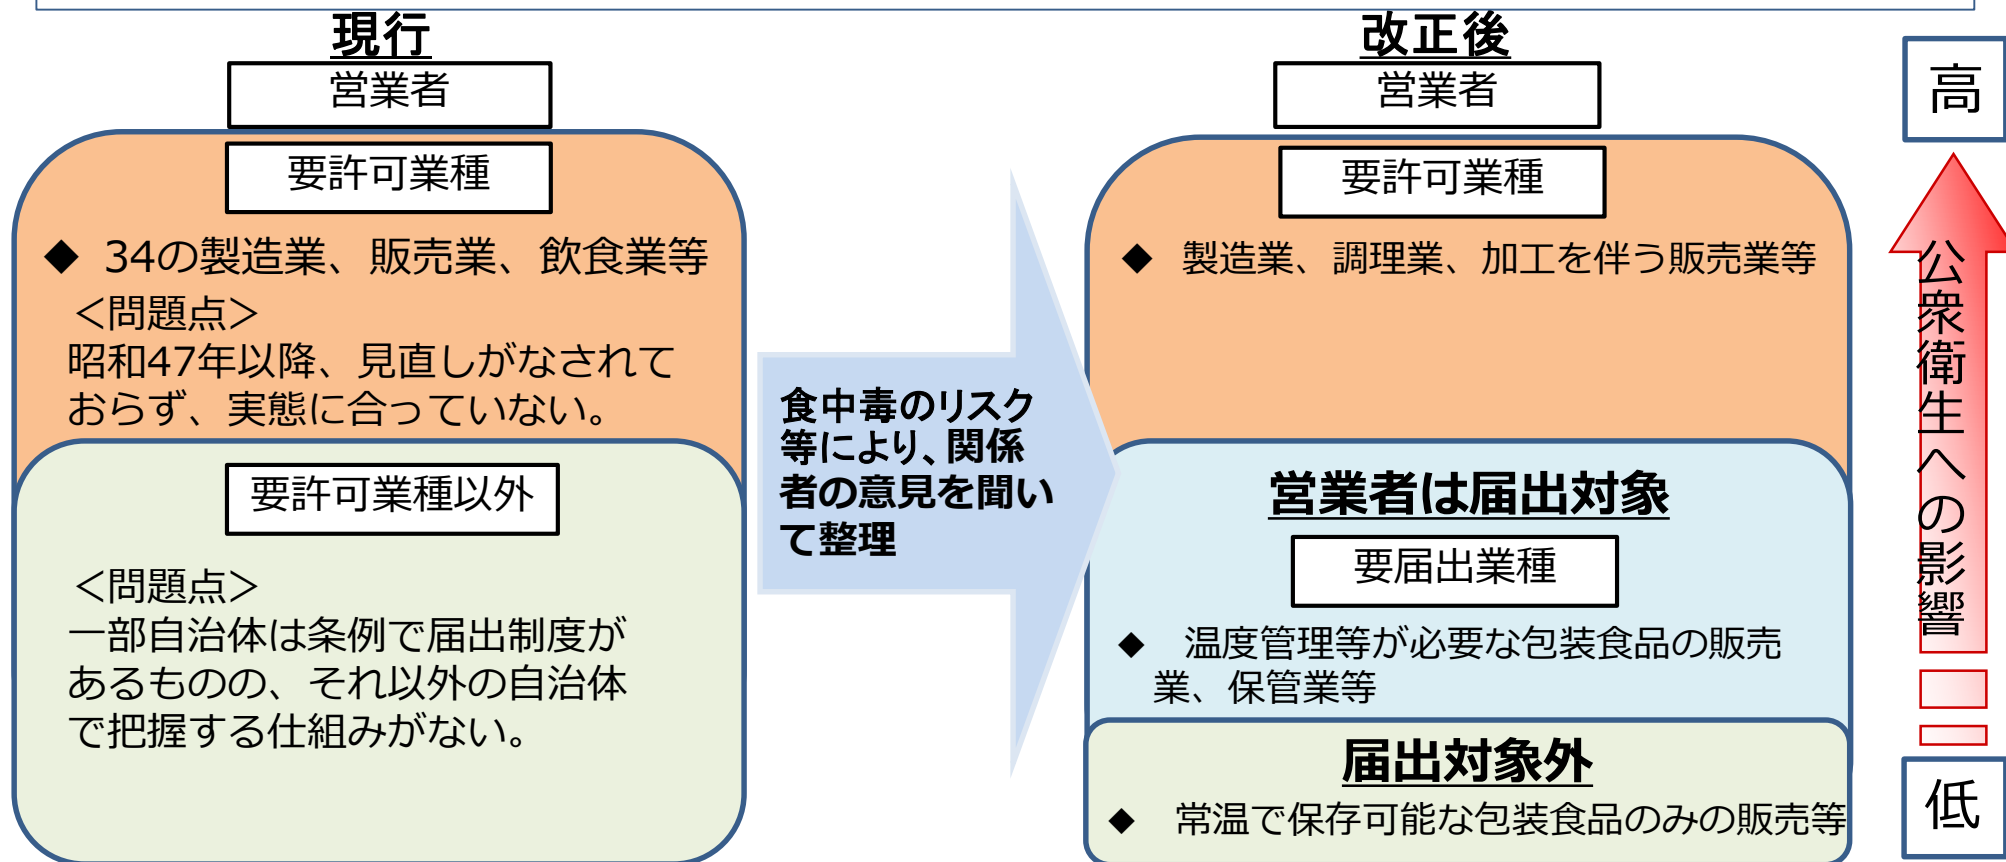 現行
営業者
要許可業種
◆ 34の製造業、販売業、飲食業等
＜問題点＞
昭和47年以降、見直しがなされて
おらず、実態に合っていない。
要許可業種以外
＜問題点＞
一部自治体は条例で届出制度が
あるものの、それ以外の自治体
で把握する仕組みがない。
食中毒のリスク
等により、関係
者の意見を聞い
て整理
改正後
営業者
要許可業種
◆ 製造業、調理業、加工を伴う販売業等
営業者は届出対象
要届出業種
◆ 温度管理等が必要な包装食品の販売
業、保管業等
届出対象外
◆ 常温で保存可能な包装食品のみの販売等
高
公衆衛生への影響
低